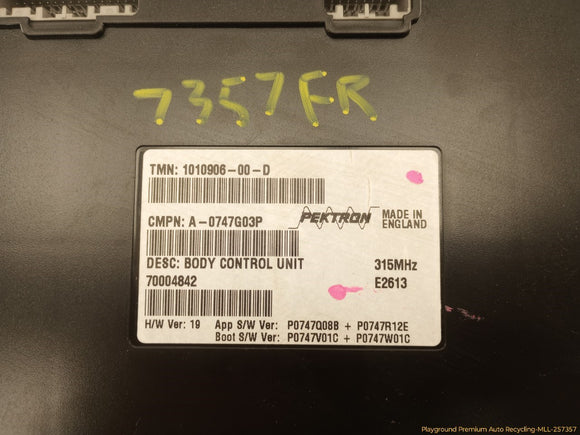 7357FR
TMN: 1010906-00-D
CMPN: A-0747G03P
PEKTRON
MADE IN
ENGLAND
DESC: BODY CONTROL UNIT
315MHz
70004842
E2613
H/W Ver: 19 App S/W Ver: P0747Q08B + P0747R12E
Boot S/W Ver: P0747V01C + P0747W01C
Playground Premium Auto Recycling-MLL-257357